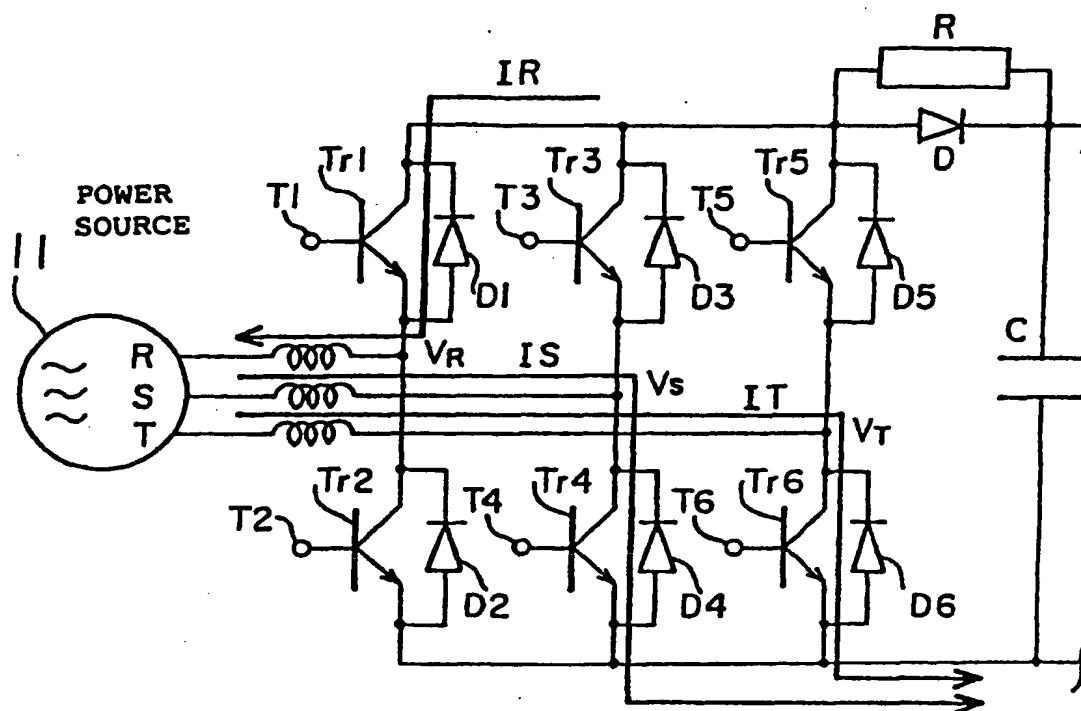 R
IR
D
Tr1
Tr3
Tr5
POWER
SOURCE
T1
T3
T5
11
D1
D3
D5
C
R
VR
IS
VS
S
IT
T
VT
Tr2
Tr4
Tr6
T2
T4
T6
D2
D4
D6